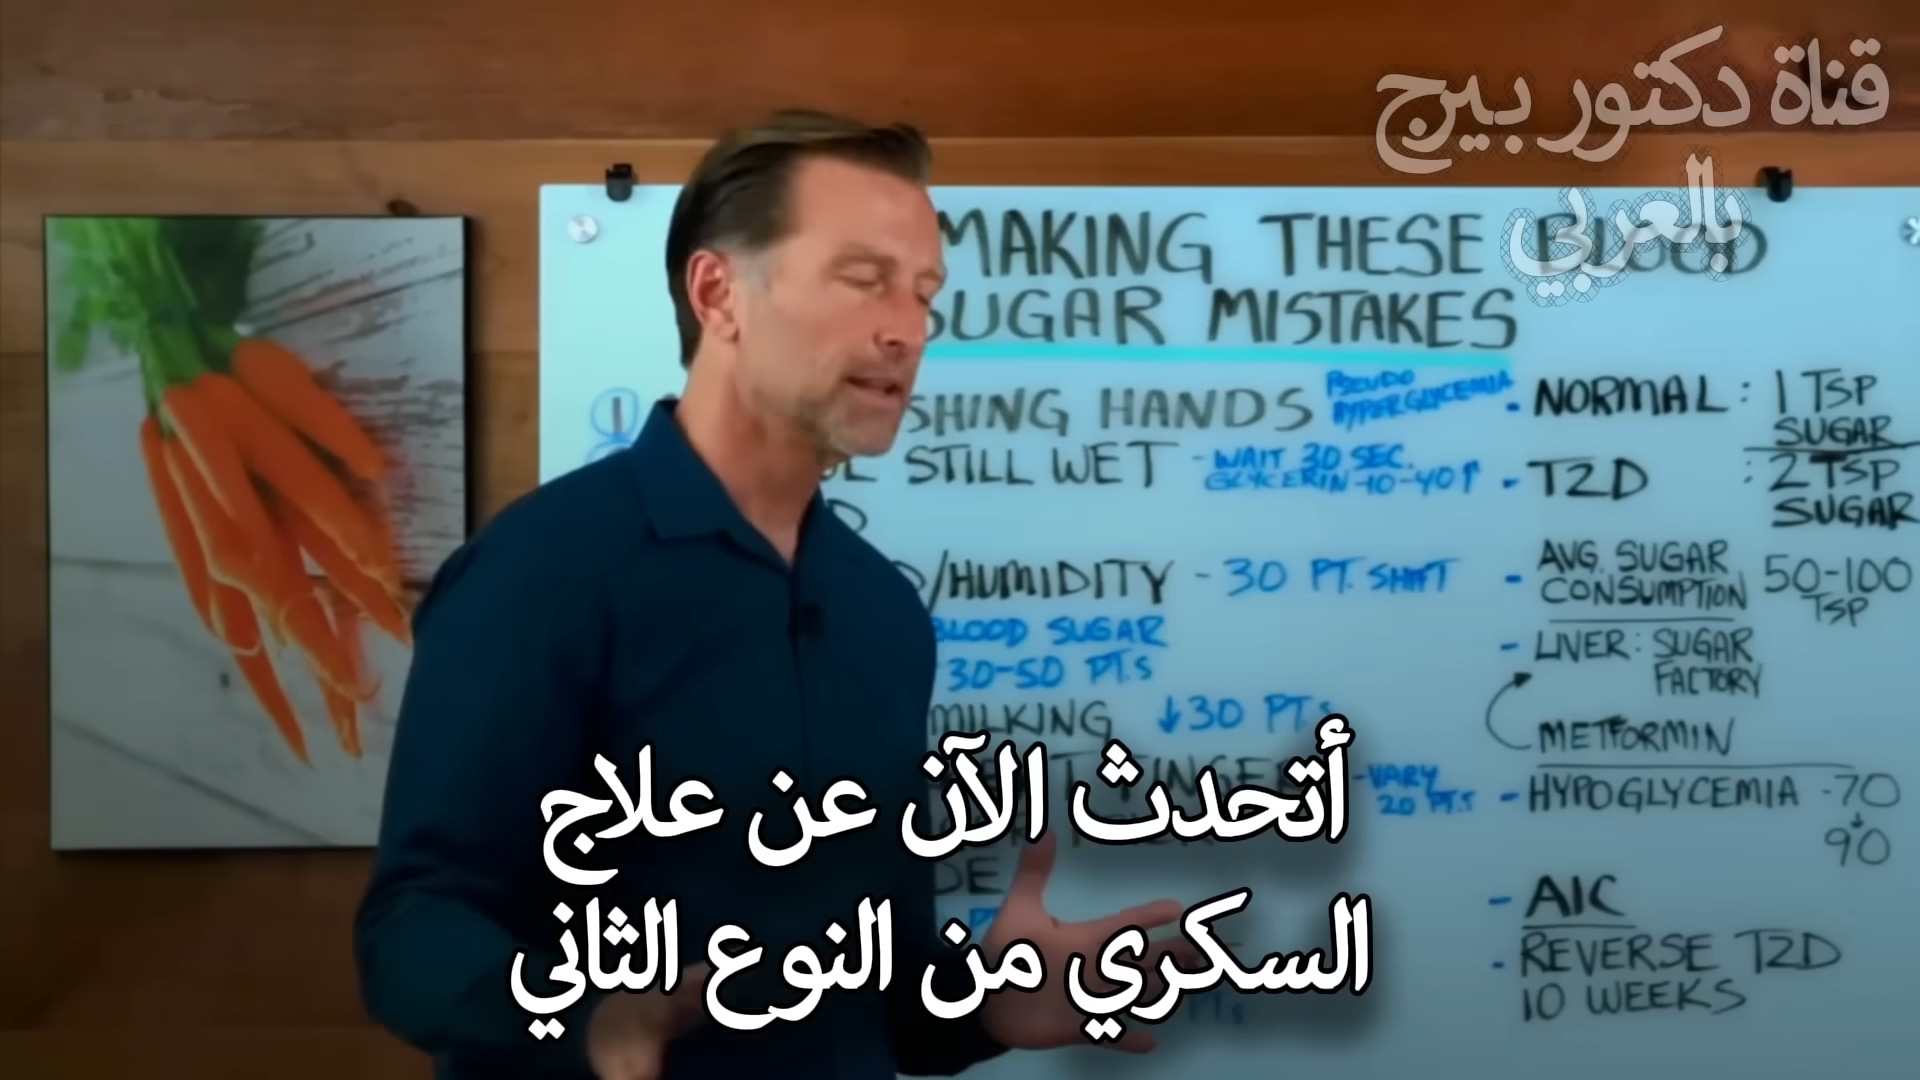 قناة دكتور بيرج
بالعربي
MAKING THESE BLOOD
SUGAR MISTAKES
1
HANDS
PSEUDO
HYPERGLYCEMIA
STILL WET
- WAIT 30 SEC.
GLYCERIN -10-40↑
/HUMIDITY - 30 PT. SHIFT
BLOOD SUGAR
30-50 PT.S
MILKING ↓30 PT.S
- VARY
20 PT.S
- NORMAL : 1 TSP
SUGAR
- T2D : 2 TSP
SUGAR
- AVG. SUGAR
CONSUMPTION 50-100
TSP
- LIVER: SUGAR
FACTORY
METFORMIN
- HYPOGLYCEMIA - 70
↓
90
- A1C
- REVERSE T2D
10 WEEKS
أتحدث الآن عن علاج
السكري من النوع الثاني